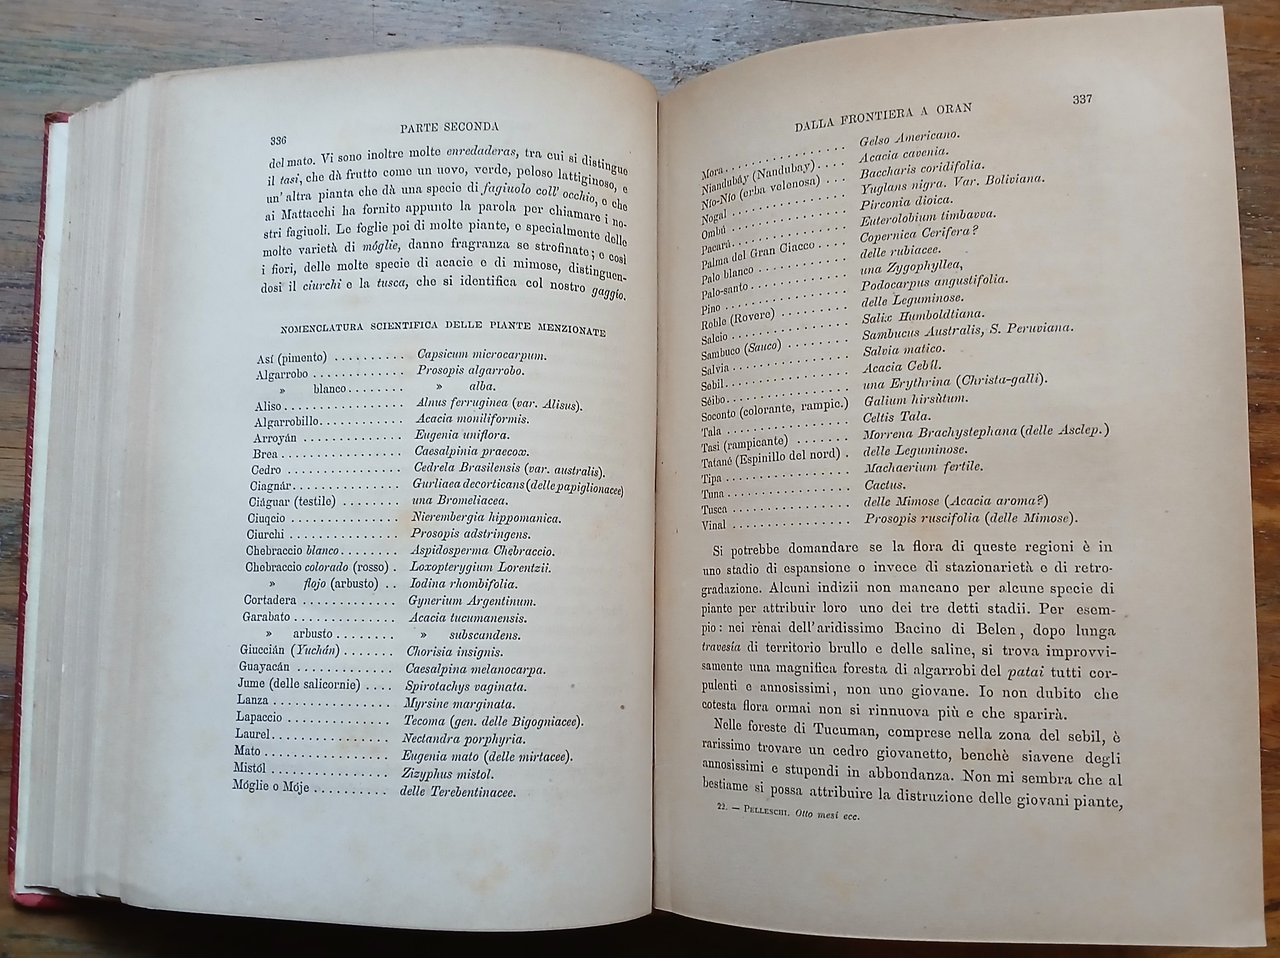 336
PARTE SECONDA
del mato. Vi sono inoltre molte enredaderas, tra cui si distingue
il tasi, che dà frutto come un uovo, verde, peloso lattiginoso, e
un' altra pianta che dà una specie di fagiuolo coll' occhio, e che
ai Mattacchi ha fornito appunto la parola per chiamare i no-
stri fagiuoli. Le foglie poi di molte piante, e specialmente delle
molte varietà di móglie, danno fragranza se strofinate; e così
i fiori, delle molte specie di acacie e di mimose, distinguen-
dosi il ciurchi e la tusca, che si identifica col nostro gaggìo.
NOMENCLATURA SCIENTIFICA DELLE PIANTE MENZIONATE
Así (pimento) . . . . . . . . . . Capsicum microcarpum.
Algarrobo . . . . . . . . . . . . Prosopis algarrobo.
» blanco . . . . . . . . » alba.
Aliso . . . . . . . . . . . . . . . . Alnus ferruginea (var. Alisus).
Algarrobillo . . . . . . . . . . . Acacia moniliformis.
Arroyán . . . . . . . . . . . . . Eugenia uniflora.
Brea . . . . . . . . . . . . . . . . Caesalpinia praecox.
Cedro . . . . . . . . . . . . . . . Cedrela Brasilensis (var. australis).
Ciagnár . . . . . . . . . . . . . . Gurliaea decorticans (delle papiglionacee)
Ciáguar (testile) . . . . . . . . una Bromeliacea.
Ciuqcio . . . . . . . . . . . . . . Nierembergia hippomanica.
Ciurchi . . . . . . . . . . . . . . Prosopis adstringens.
Chebraccio blanco . . . . . . . . Aspidosperma Chebraccio.
Chebraccio colorado (rosso) . Loxopterygium Lorentzii.
» flojo (arbusto) . . Iodina rhombifolia.
Cortadera . . . . . . . . . . . . Gynerium Argentinum.
Garabato . . . . . . . . . . . . . Acacia tucumanensis.
» arbusto . . . . . . . . » subscandens.
Giuccián (Yuchán) . . . . . . . Chorisia insignis.
Guayacán . . . . . . . . . . . . . Caesalpina melanocarpa.
Jume (delle salicornie) . . . . Spirotachys vaginata.
Lanza . . . . . . . . . . . . . . . Myrsine marginata.
Lapaccio . . . . . . . . . . . . . Tecoma (gen. delle Bigogniacee).
Laurel . . . . . . . . . . . . . . . Nectandra porphyria.
Mato . . . . . . . . . . . . . . . . Eugenia mato (delle mirtacee).
Mistól . . . . . . . . . . . . . . . Zizyphus mistol.
Móglie o Móje . . . . . . . . . . delle Terebentinacee.
DALLA FRONTIERA A ORAN
337
Mora . . . . . . . . . . . . . . . Gelso Americano.
Niandubáy (Nandubay) . . . . Acacia cavenia.
Nío-Nío (erba velenosa) . . . Baccharis coridifolia.
Nogal . . . . . . . . . . . . . . . Yuglans nigra. Var. Boliviana.
Ombú . . . . . . . . . . . . . . . Pirconia dioica.
Pacará . . . . . . . . . . . . . . Euterolobium timbavva.
Palma del Gran Ciacco . . . . Copernica Cerifera?
Palo blanco . . . . . . . . . . . delle rubiacee.
Palo-santo . . . . . . . . . . . . una Zygophyllea,
Pino . . . . . . . . . . . . . . . . Podocarpus angustifolia.
Roble (Rovere) . . . . . . . . . delle Leguminose.
Salcio . . . . . . . . . . . . . . . Salix Humboldtiana.
Sambuco (Sauco) . . . . . . . . Sambucus Australis, S. Peruviana.
Salvia . . . . . . . . . . . . . . . Salvia matico.
Sebil . . . . . . . . . . . . . . . . Acacia Cebíl.
Séibo . . . . . . . . . . . . . . . una Erythrina (Christa-galli).
Soconto (colorante, rampic.) Galium hirsùtum.
Tala . . . . . . . . . . . . . . . . Celtis Tala.
Tasi (rampicante) . . . . . . . Morrena Brachystephana (delle Asclep.)
Tatané (Espinillo del nord) . delle Leguminose.
Tipa . . . . . . . . . . . . . . . . Machaerium fertile.
Tuna . . . . . . . . . . . . . . . Cactus.
Tusca . . . . . . . . . . . . . . . delle Mimose (Acacia aroma?)
Vinal . . . . . . . . . . . . . . . Prosopis ruscifolia (delle Mimose).
Si potrebbe domandare se la flora di queste regioni è in
uno stadio di espansione o invece di stazionarietà e di retro-
gradazione. Alcuni indizii non mancano per alcune specie di
piante per attribuir loro uno dei tre detti stadii. Per esem-
pio: nei renai dell'aridissimo Bacino di Belen, dopo lunga
travesía di territorio brullo e delle saline, si trova improvvi-
samente una magnifica foresta di algarrobi del patai tutti cor-
pulenti e annosissimi, non uno giovane. Io non dubito che
cotesta flora ormai non si rinnuova più e che sparirà.
Nelle foreste di Tucuman, comprese nella zona del sebil, è
rarissimo trovare un cedro giovanetto, benchè siavene degli
annosissimi e stupendi in abbondanza. Non mi sembra che al
bestiame si possa attribuire la distruzione delle giovani piante,
22. — PELLESCHI. Otto mesi ecc.